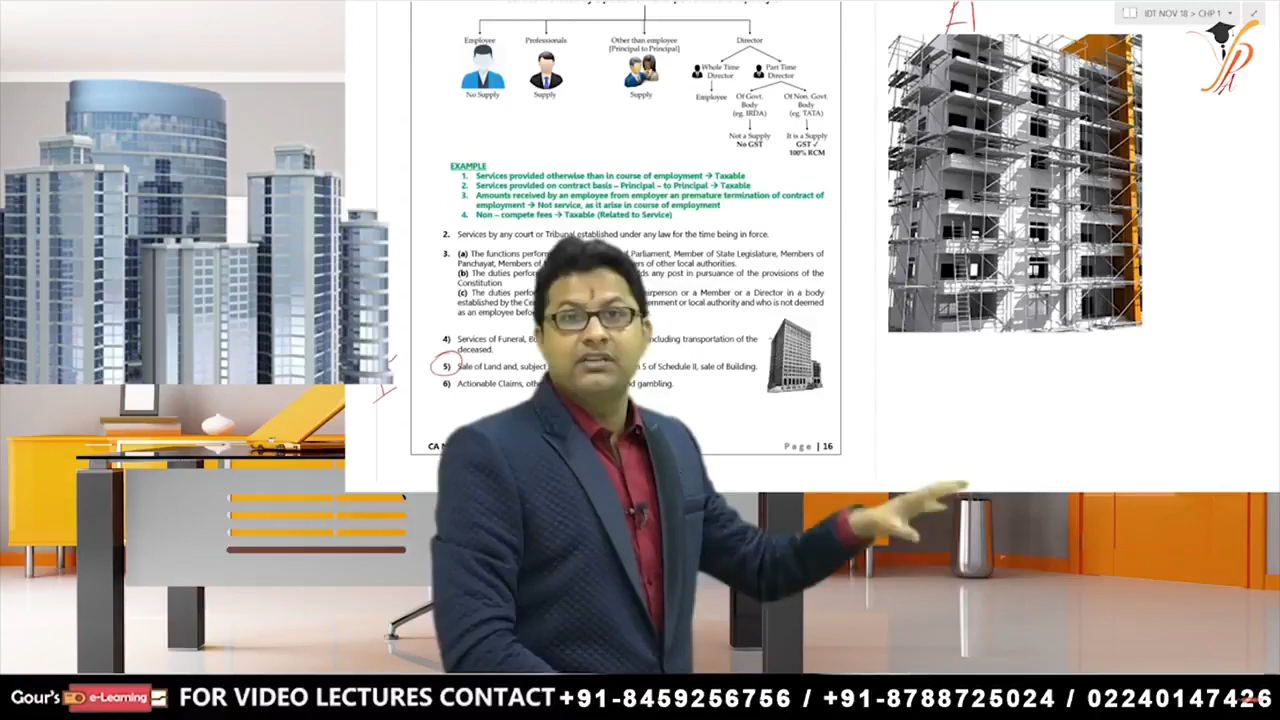 IDT NOV 18 > CHP 1
Employee
Professionals
Other than employee
[Principal to Principal]
Director
Whole Time
Director
Part Time
Director
No Supply
Supply
Supply
Employee
Of Govt.
Body
(eg. IRDA)
Of Non. Govt.
Body
(eg. TATA)
Not a Supply
No GST
It is a Supply
GST ✓
100% RCM
EXAMPLE
1. Services provided otherwise than in course of employment → Taxable
2. Services provided on contract basis – Principal – to Principal → Taxable
3. Amounts received by an employee from employer an premature termination of contract of
employment → Not service, as it arise in course of employment
4. Non – compete fees → Taxable (Related to Service)
2. Services by any court or Tribunal established under any law for the time being in force.
3. (a) The functions perform of Parliament, Member of State Legislature, Members of
Panchayat, Members of of other local authorities.
(b) The duties perfor any post in pursuance of the provisions of the
Constitution
(c) The duties perfo or a Member or a Director in a body
established by the Ce or local authority and who is not deemed
as an employee befo
4) Services of Funeral, including transportation of the
deceased.
5) Sale of Land and, subject 5 of Schedule II, sale of Building.
6) Actionable Claims, othe gambling.
CA
Page | 16
Gour's e-Learning FOR VIDEO LECTURES CONTACT +91-8459256756 / +91-8788725024 / 02240147426